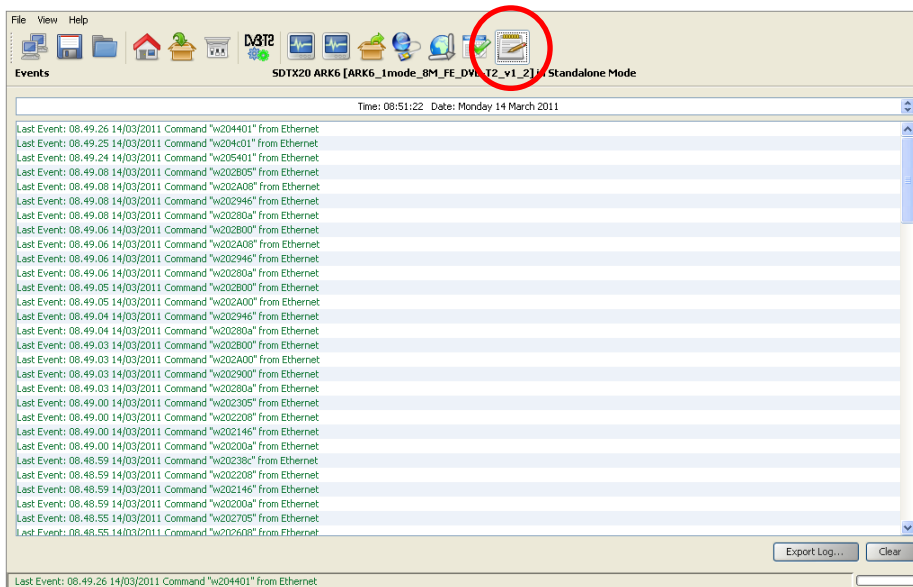 File View Help
DVBT2
Events
SDTX20 ARK6 [ARK6_1mode_8M_FE_DVB-T2_v1_2] in Standalone Mode
Time: 08:51:22 Date: Monday 14 March 2011
Last Event: 08.49.26 14/03/2011 Command "w204401" from Ethernet
Last Event: 08.49.25 14/03/2011 Command "w204c01" from Ethernet
Last Event: 08.49.24 14/03/2011 Command "w205401" from Ethernet
Last Event: 08.49.08 14/03/2011 Command "w202B05" from Ethernet
Last Event: 08.49.08 14/03/2011 Command "w202A08" from Ethernet
Last Event: 08.49.08 14/03/2011 Command "w202946" from Ethernet
Last Event: 08.49.08 14/03/2011 Command "w20280a" from Ethernet
Last Event: 08.49.06 14/03/2011 Command "w202B00" from Ethernet
Last Event: 08.49.06 14/03/2011 Command "w202A08" from Ethernet
Last Event: 08.49.06 14/03/2011 Command "w202946" from Ethernet
Last Event: 08.49.06 14/03/2011 Command "w20280a" from Ethernet
Last Event: 08.49.05 14/03/2011 Command "w202B00" from Ethernet
Last Event: 08.49.05 14/03/2011 Command "w202A00" from Ethernet
Last Event: 08.49.04 14/03/2011 Command "w202946" from Ethernet
Last Event: 08.49.04 14/03/2011 Command "w20280a" from Ethernet
Last Event: 08.49.03 14/03/2011 Command "w202B00" from Ethernet
Last Event: 08.49.03 14/03/2011 Command "w202A00" from Ethernet
Last Event: 08.49.03 14/03/2011 Command "w202900" from Ethernet
Last Event: 08.49.03 14/03/2011 Command "w20280a" from Ethernet
Last Event: 08.49.00 14/03/2011 Command "w202305" from Ethernet
Last Event: 08.49.00 14/03/2011 Command "w202208" from Ethernet
Last Event: 08.49.00 14/03/2011 Command "w202146" from Ethernet
Last Event: 08.49.00 14/03/2011 Command "w20200a" from Ethernet
Last Event: 08.48.59 14/03/2011 Command "w20238c" from Ethernet
Last Event: 08.48.59 14/03/2011 Command "w202208" from Ethernet
Last Event: 08.48.59 14/03/2011 Command "w202146" from Ethernet
Last Event: 08.48.59 14/03/2011 Command "w20200a" from Ethernet
Last Event: 08.48.55 14/03/2011 Command "w202705" from Ethernet
Last Event: 08.48.55 14/03/2011 Command "w202608" from Ethernet
Export Log... Clear
Last Event: 08.49.26 14/03/2011 Command "w204401" from Ethernet